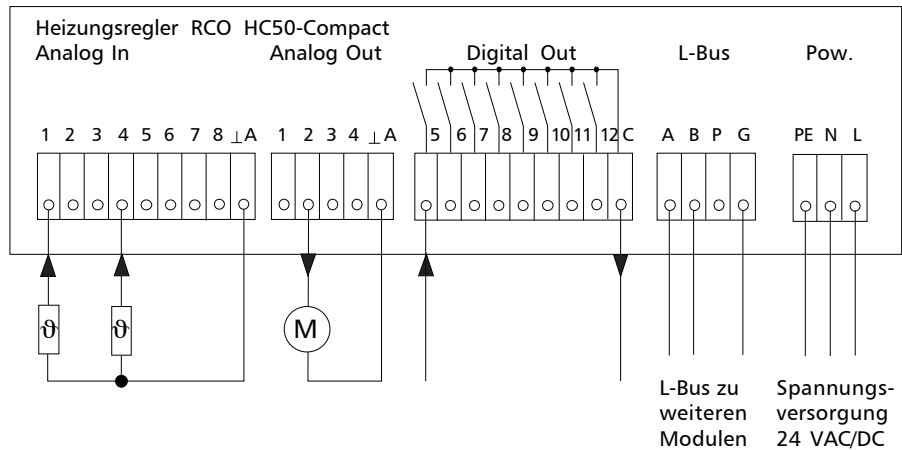 Heizungsregler RCO HC50-Compact
Analog In Analog Out Digital Out L-Bus Pow.
1 2 3 4 5 6 7 8 ⊥A 1 2 3 4 ⊥A 5 6 7 8 9 10 11 12 C A B P G PE N L
ϑ ϑ M
L-Bus zu
weiteren
Modulen
Spannungs-
versorgung
24 VAC/DC